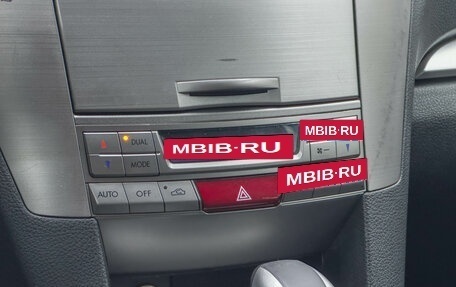 MBIB.RU
DUAL
MBIB·RU
MODE
MBIB.RU
AUTO OFF